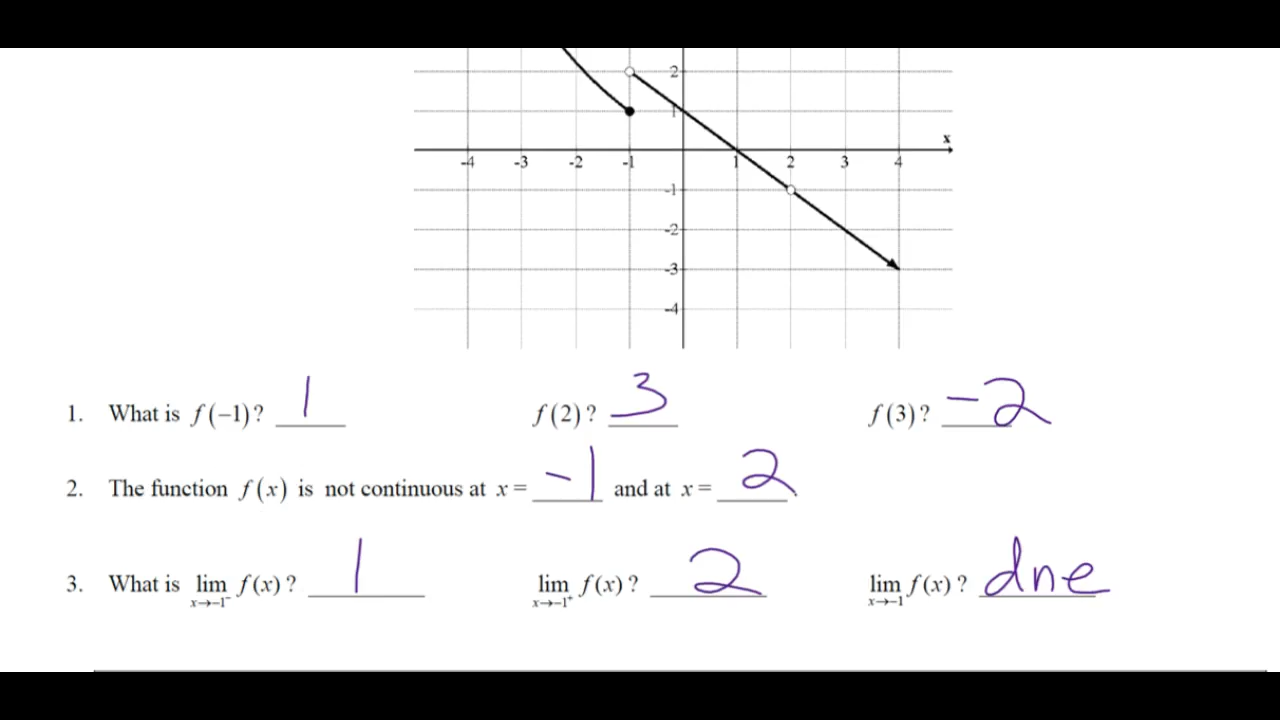 2
1
x
-4 -3 -2 -1 1 2 3 4
-1
-2
-3
-4
1. What is f(−1)? 1 f(2)? 3 f(3)? -2
2. The function f(x) is not continuous at x = -1 and at x = 2.
3. What is lim x→−1⁻ f(x)? 1 lim x→−1⁺ f(x)? 2 lim x→−1 f(x)? dne